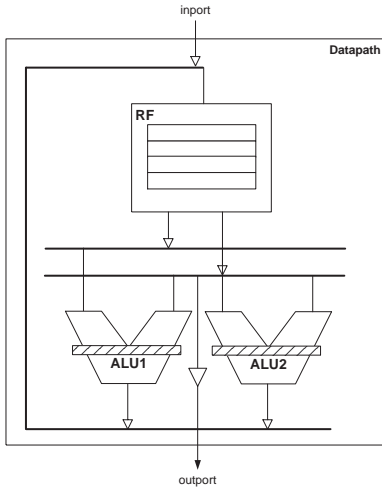 inport
Datapath
RF
ALU1
ALU2
outport